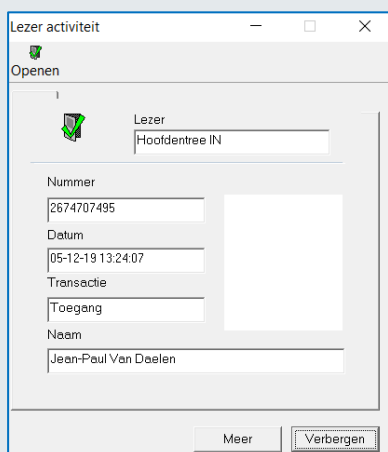 Lezer activiteit
Openen
Lezer
Hoofdentree IN
Nummer
2674707495
Datum
05-12-19 13:24:07
Transactie
Toegang
Naam
Jean-Paul Van Daelen
Meer
Verbergen